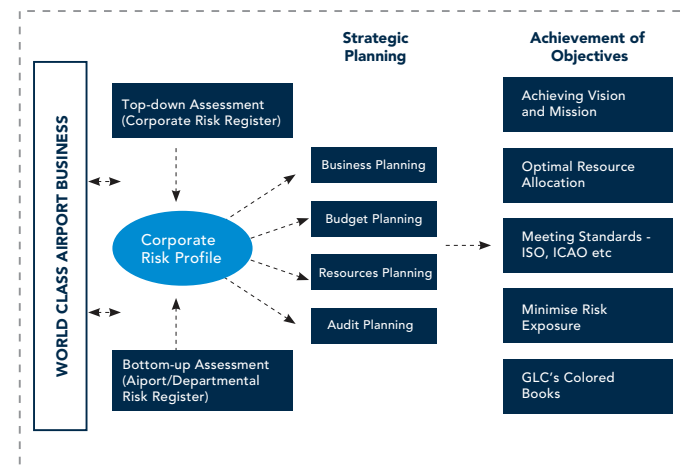 WORLD CLASS AIRPORT BUSINESS
Top-down Assessment
(Corporate Risk Register)
Corporate
Risk Profile
Bottom-up Assessment
(Aiport/Departmental
Risk Register)
Strategic
Planning
Business Planning
Budget Planning
Resources Planning
Audit Planning
Achievement of
Objectives
Achieving Vision
and Mission
Optimal Resource
Allocation
Meeting Standards -
ISO, ICAO etc
Minimise Risk
Exposure
GLC's Colored
Books